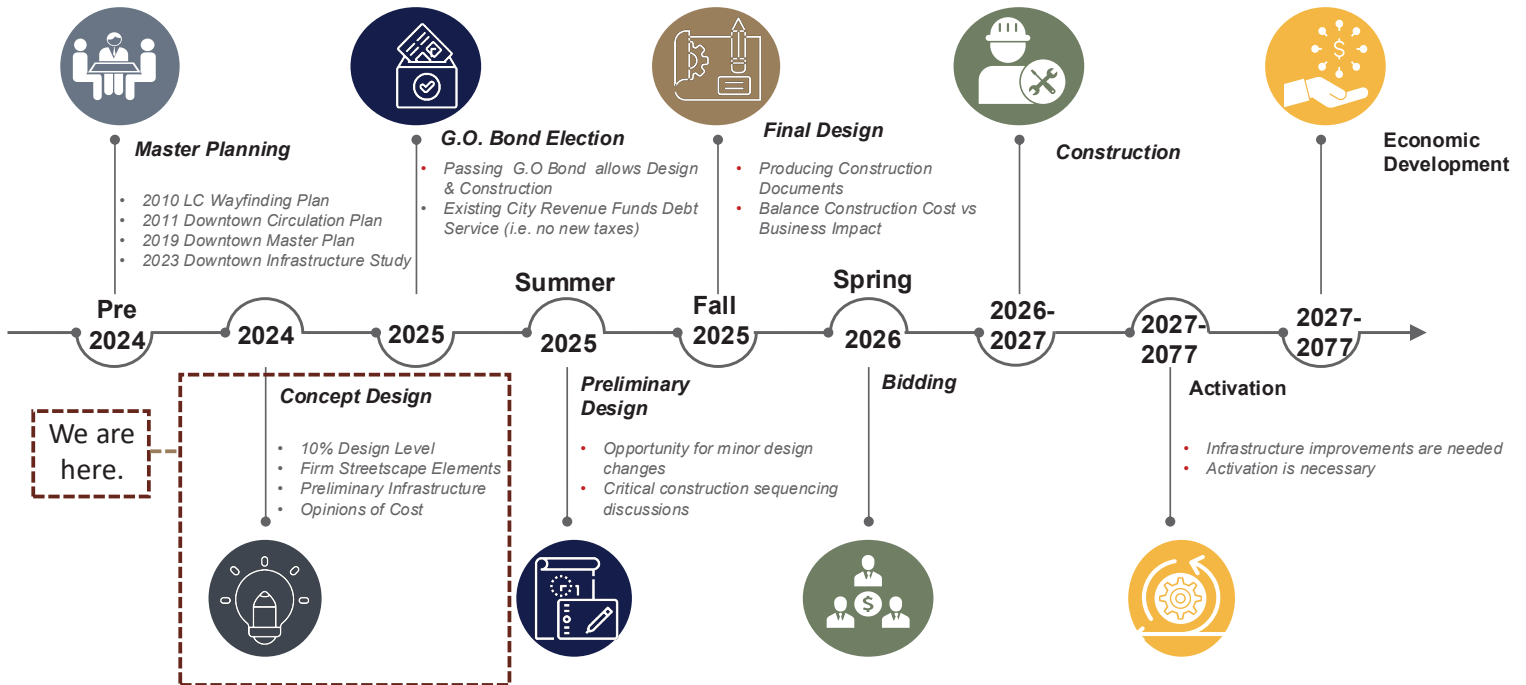 Master Planning
• 2010 LC Wayfinding Plan
• 2011 Downtown Circulation Plan
• 2019 Downtown Master Plan
• 2023 Downtown Infrastructure Study
G.O. Bond Election
• Passing G.O Bond allows Design
& Construction
• Existing City Revenue Funds Debt
Service (i.e. no new taxes)
Final Design
• Producing Construction
Documents
• Balance Construction Cost vs
Business Impact
Construction
Economic
Development
Pre
2024
2024
2025
Summer
2025
Fall
2025
Spring
2026
2026-
2027
2027-
2077
2027-
2077
We are
here.
Concept Design
• 10% Design Level
• Firm Streetscape Elements
• Preliminary Infrastructure
• Opinions of Cost
Preliminary
Design
• Opportunity for minor design
changes
• Critical construction sequencing
discussions
Bidding
Activation
• Infrastructure improvements are needed
• Activation is necessary
$
$